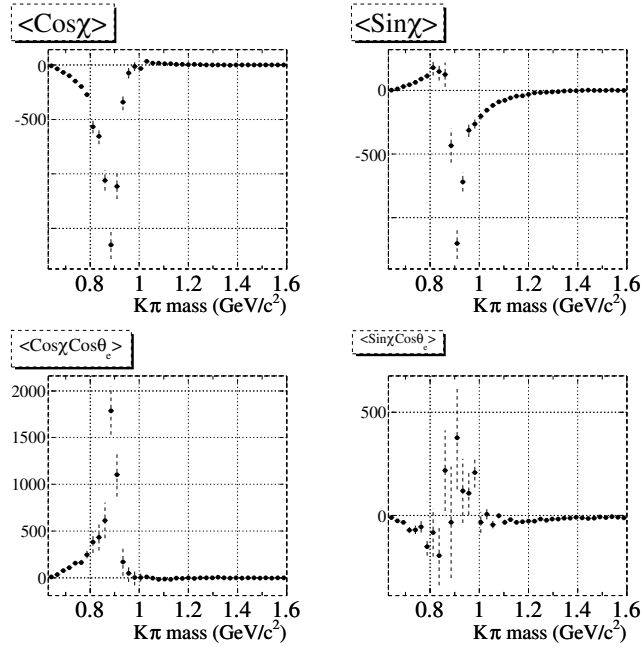 <Cosχ>
0
-500
0.8 1 1.2 1.4 1.6
Kπ mass (GeV/c²)
<Sinχ>
0
-500
0.8 1 1.2 1.4 1.6
Kπ mass (GeV/c²)
<CosχCosθₑ>
2000
1500
1000
500
0
0.8 1 1.2 1.4 1.6
Kπ mass (GeV/c²)
<SinχCosθₑ>
500
0
0.8 1 1.2 1.4 1.6
Kπ mass (GeV/c²)